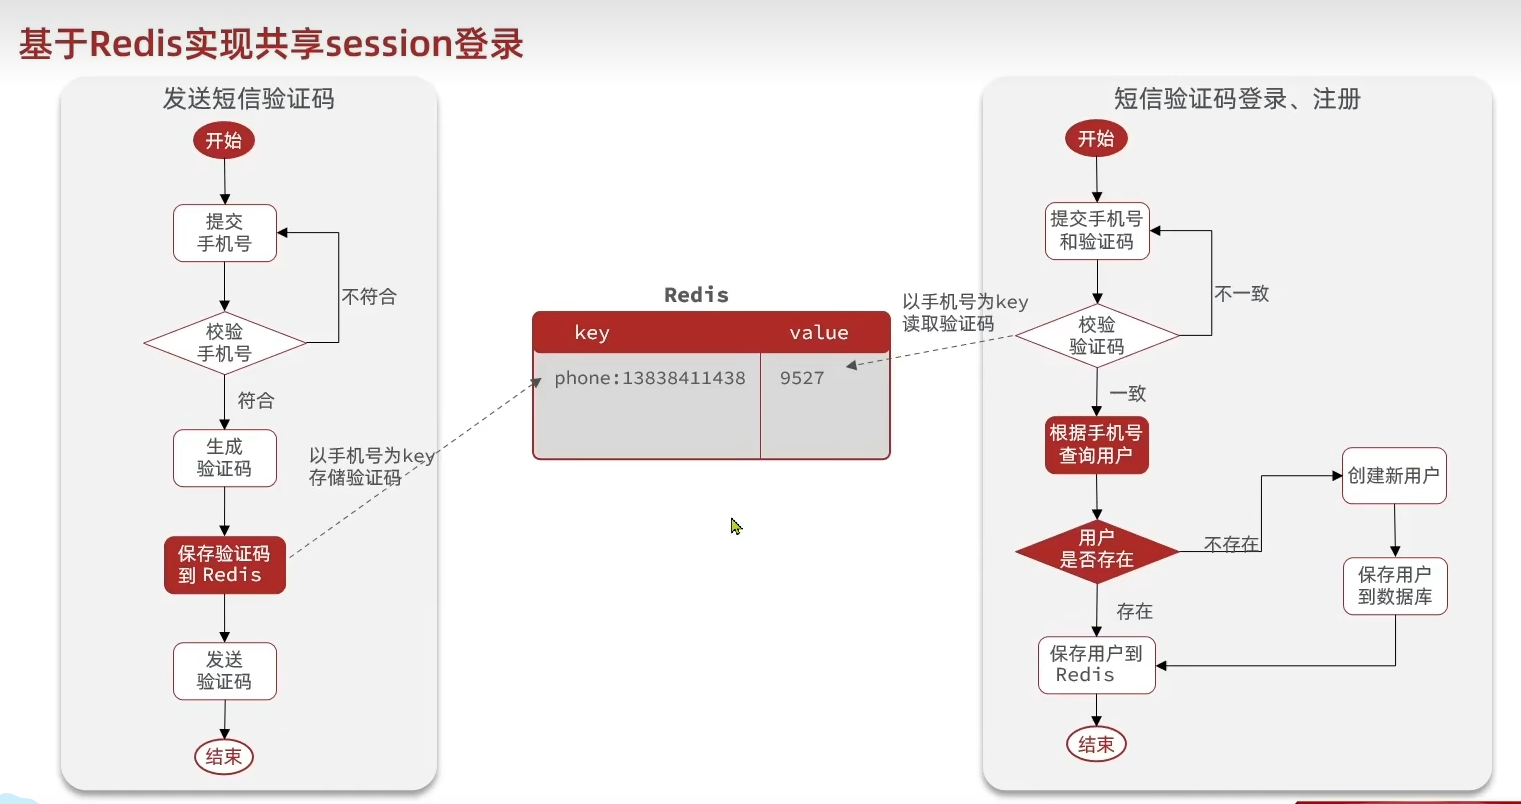 基于Redis实现共享session登录
发送短信验证码
开始
提交
手机号
不符合
校验
手机号
符合
生成
验证码
以手机号为key
存储验证码
保存验证码
到 Redis
发送
验证码
结束
Redis
key
value
phone:13838411438
9527
短信验证码登录、注册
开始
提交手机号
和验证码
不一致
以手机号为key
读取验证码
校验
验证码
一致
根据手机号
查询用户
用户
是否存在
不存在
创建新用户
保存用户
到数据库
存在
保存用户到
Redis
结束